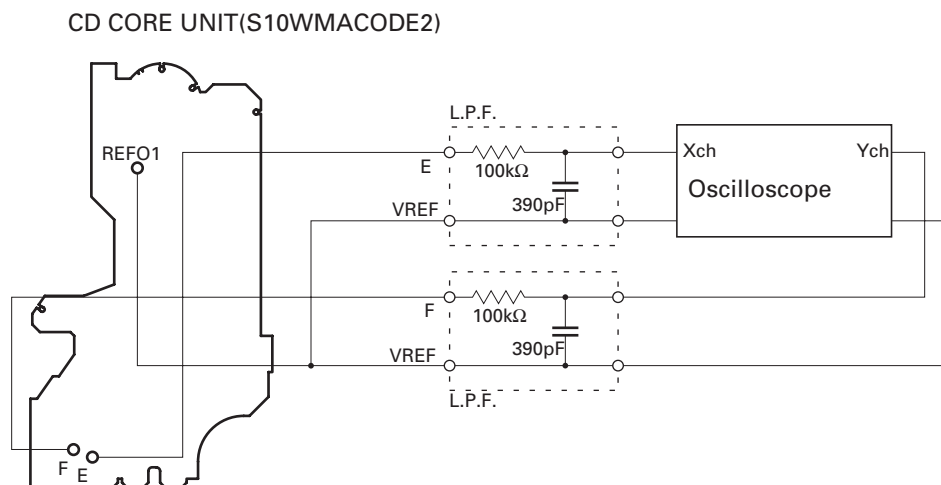 CD CORE UNIT(S10WMACODE2)
L.P.F.
REFO1
E
100kΩ
390pF
VREF
Xch
Ych
Oscilloscope
F
100kΩ
390pF
VREF
L.P.F.
F
E